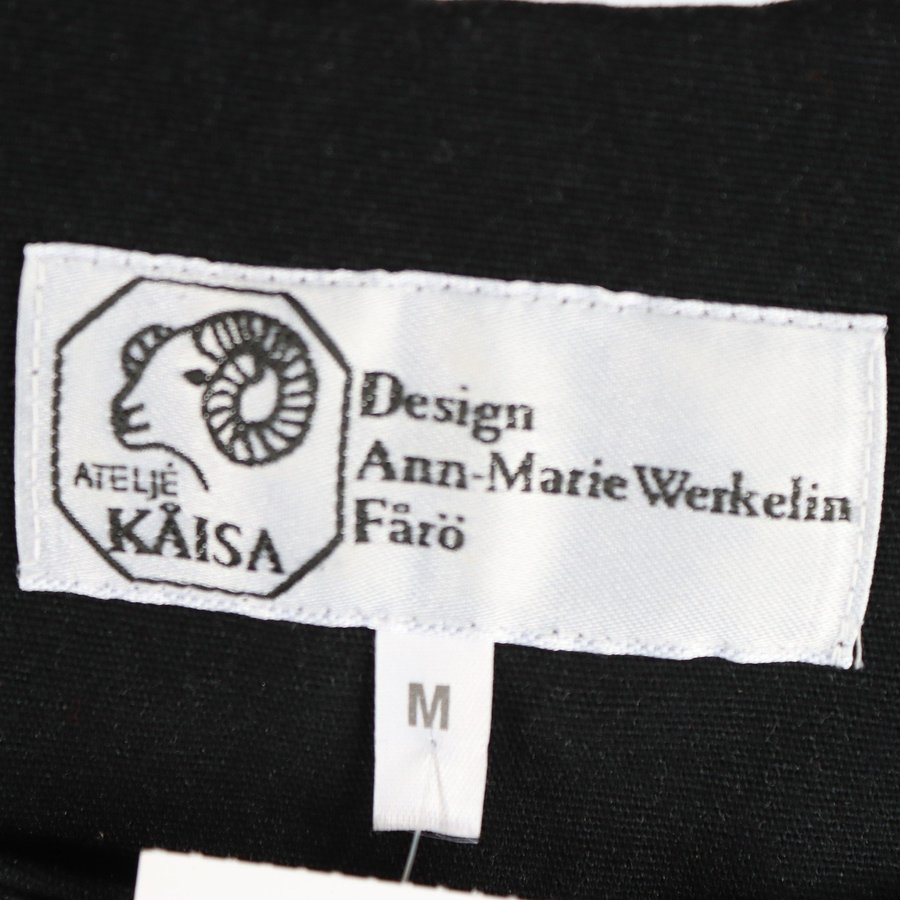 ATELJÉ
KÅISA
Design
Ann-Marie Werkelin
Fårö
M